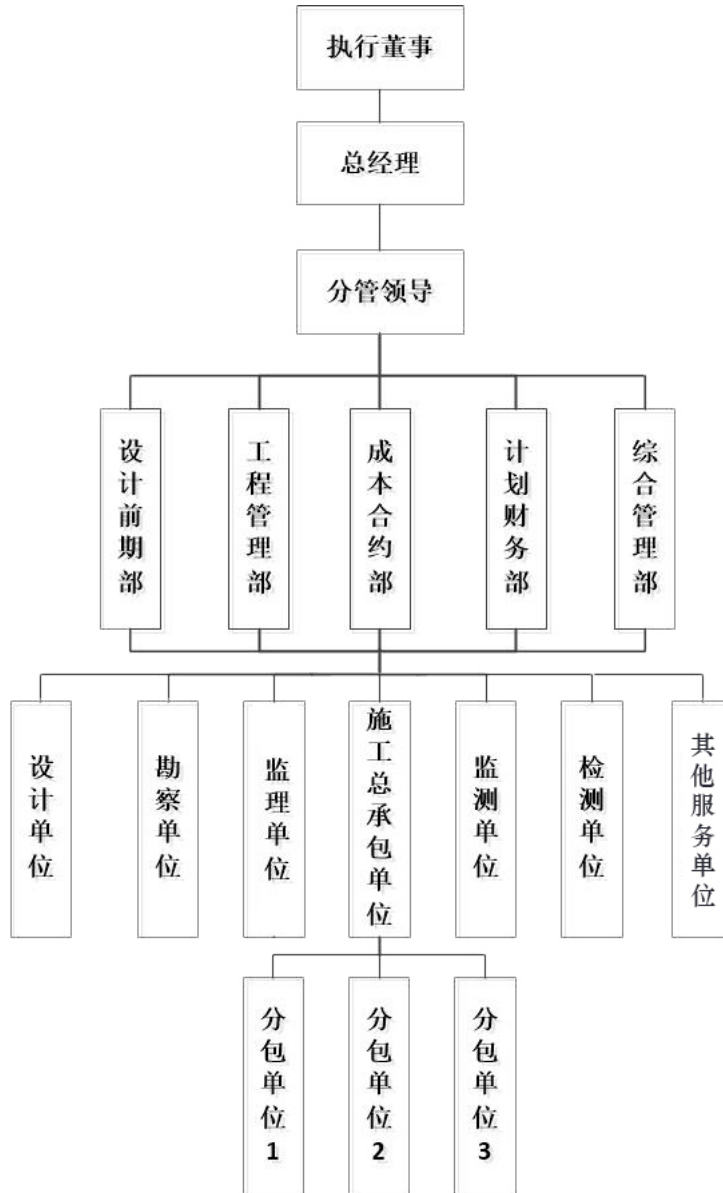 执行董事
总经理
分管领导
设计前期部
工程管理部
成本合约部
计划财务部
综合管理部
设计单位
勘察单位
监理单位
施工总承包单位
监测单位
检测单位
其他服务单位
分包单位1
分包单位2
分包单位3